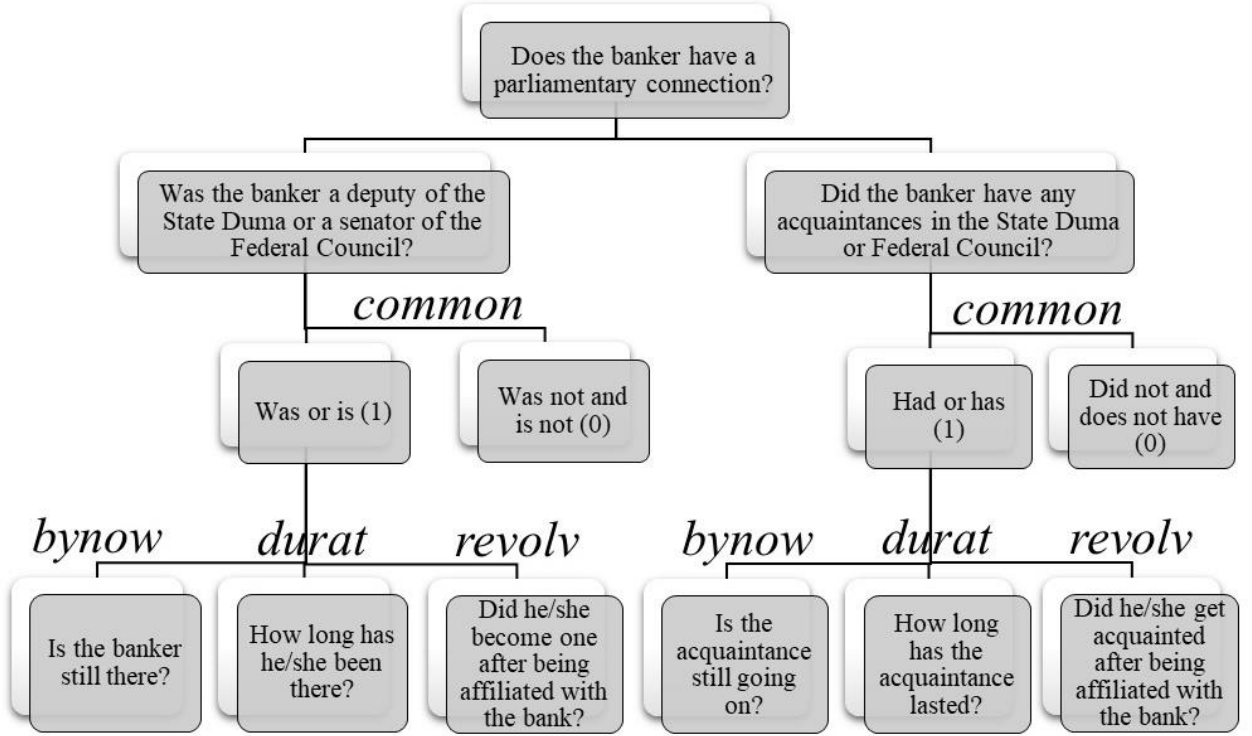 Does the banker have a
parliamentary connection?
Was the banker a deputy of the
State Duma or a senator of the
Federal Council?
Did the banker have any
acquaintances in the State Duma
or Federal Council?
common
common
Was or is (1)
Was not and
is not (0)
Had or has
(1)
Did not and
does not have
(0)
bynow
durat
revolv
bynow
durat
revolv
Is the banker
still there?
How long has
he/she been
there?
Did he/she
become one
after being
affiliated with
the bank?
Is the
acquaintance
still going
on?
How long
has the
acquaintance
lasted?
Did he/she get
acquainted
after being
affiliated with
the bank?